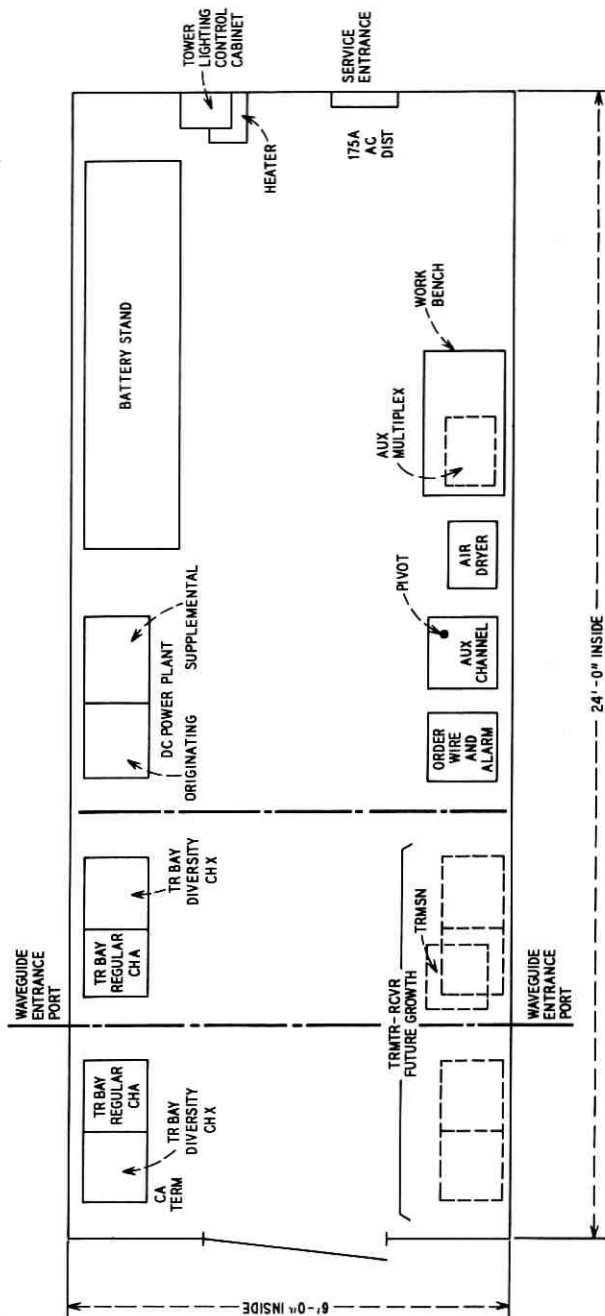 WAVEGUIDE
ENTRANCE
PORT
TR BAY
REGULAR
CHA
TR BAY
DIVERSITY
CHX
CA
TERM
TR BAY
REGULAR
CHA
TR BAY
DIVERSITY
CHX
ORIGINATING
DC POWER PLANT
SUPPLEMENTAL
BATTERY STAND
TOWER
LIGHTING
CONTROL
CABINET
HEATER
SERVICE
ENTRANCE
175A
AC
DIST
TRMTR-RCVR
FUTURE GROWTH
TRMSN
ORDER
WIRE
AND
ALARM
PIVOT
AUX
CHANNEL
AIR
DRYER
AUX
MULTIPLEX
WORK
BENCH
WAVEGUIDE
ENTRANCE
PORT
6'-0" INSIDE
24'-0" INSIDE